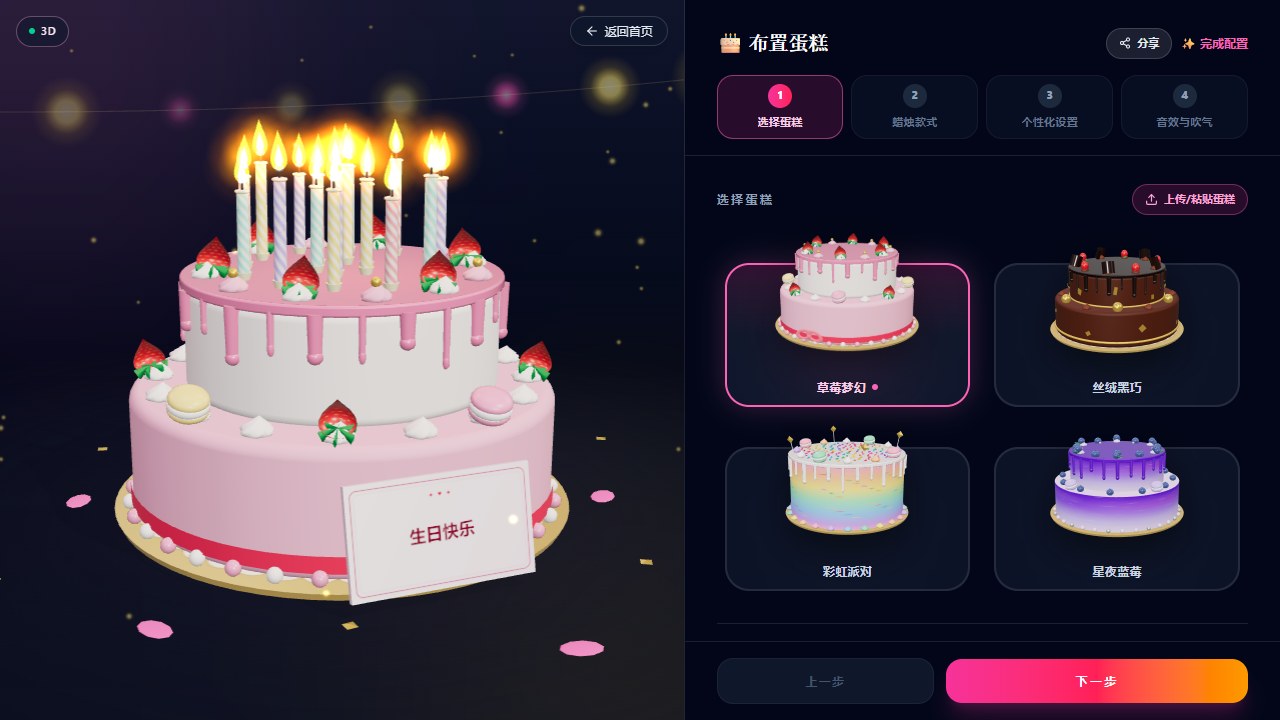 3D
返回首页
生日快乐
布置蛋糕
分享
完成配置
1
选择蛋糕
2
蜡烛款式
3
个性化设置
4
音效与吹气
选择蛋糕
上传/粘贴蛋糕
草莓梦幻
丝绒黑巧
彩虹派对
星夜蓝莓
上一步
下一步